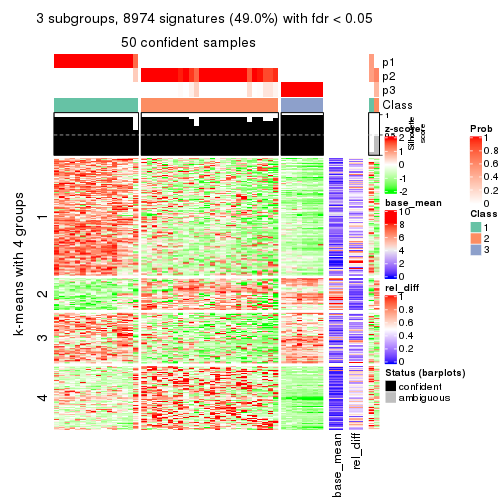 3 subgroups, 8974 signatures (49.0%) with fdr < 0.05
50 confident samples
p1
p2
p3
Class
1
Silhouette
score
z-score
2
1
0
-1
-2
base_mean
10
8
6
4
2
0
rel_diff
1
0.8
0.6
0.4
0.2
0
Status (barplots)
confident
ambiguous
Prob
1
0.8
0.6
0.4
0.2
0
Class
1
2
3
k-means with 4 groups
1
2
3
4
base_mean
rel_diff